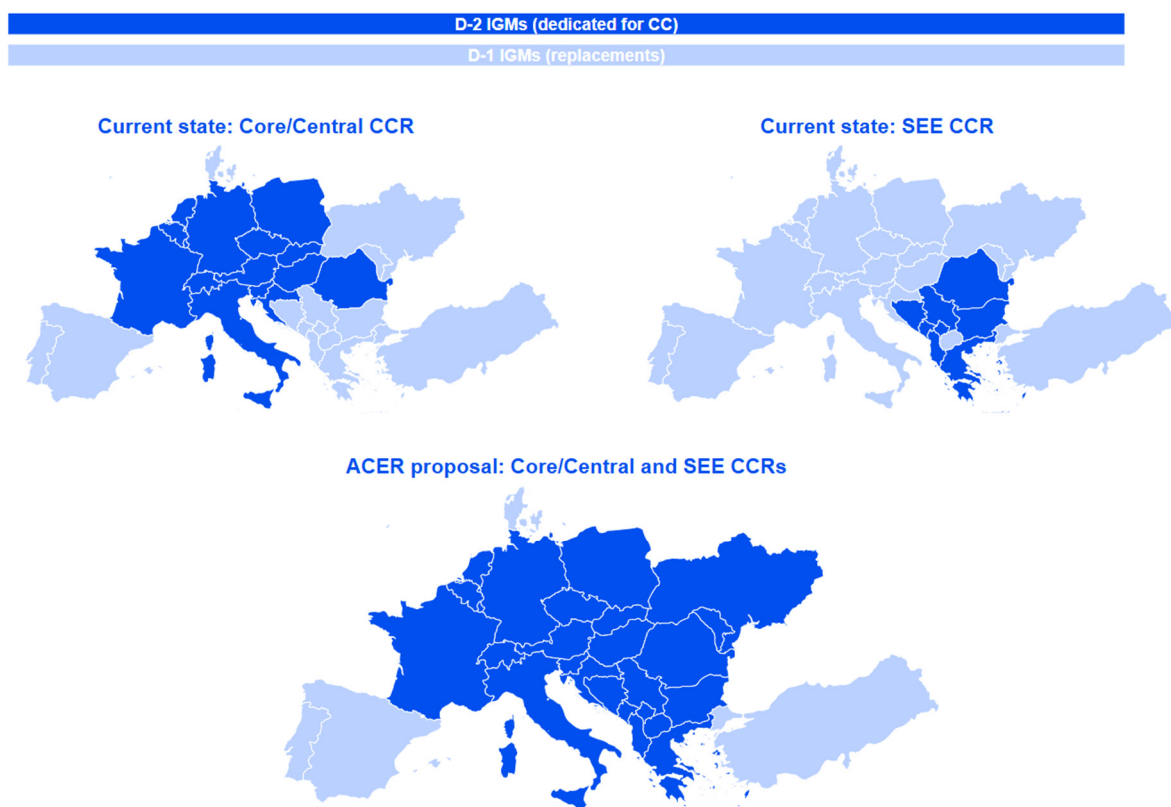 D-2 IGMs (dedicated for CC)
D-1 IGMs (replacements)
Current state: Core/Central CCR
Current state: SEE CCR
ACER proposal: Core/Central and SEE CCRs